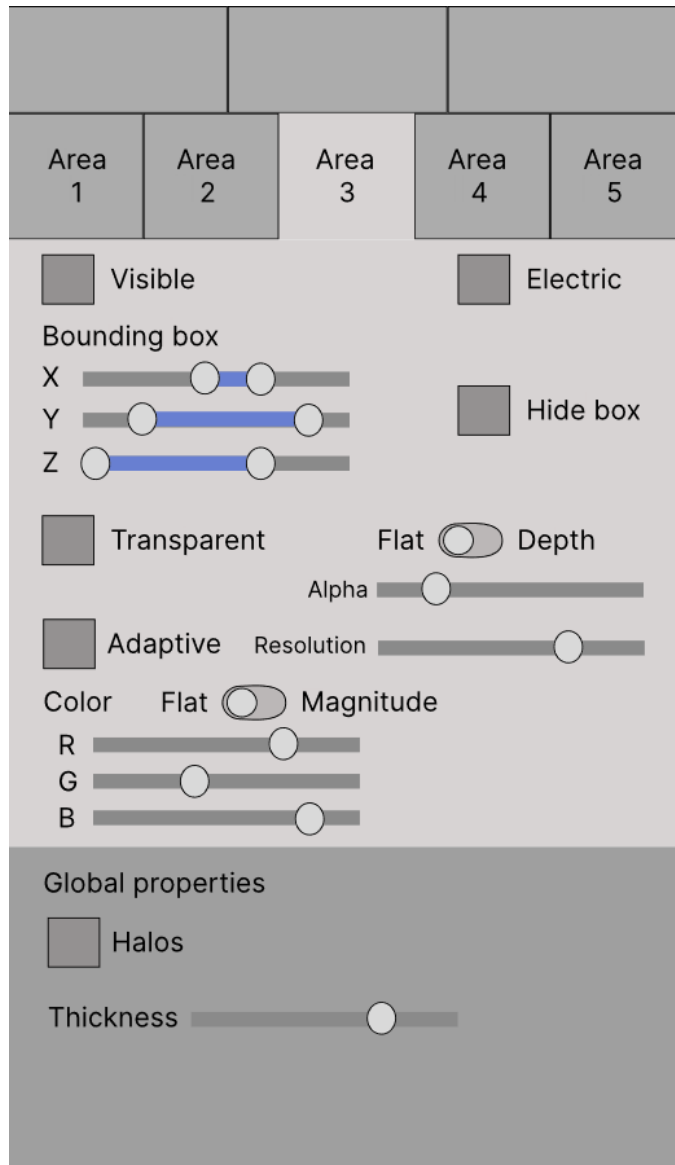 Area 1
Area 2
Area 3
Area 4
Area 5
Visible
Electric
Bounding box
X
Y
Hide box
Z
Transparent
Flat
Depth
Alpha
Adaptive
Resolution
Color
Flat
Magnitude
R
G
B
Global properties
Halos
Thickness